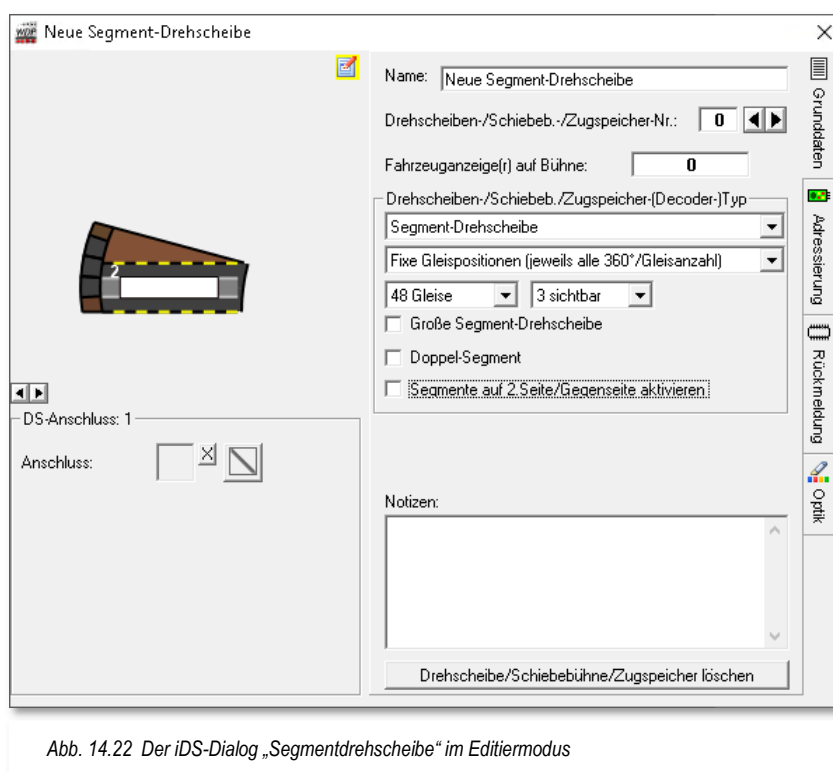 WDP Neue Segment-Drehscheibe
Name: Neue Segment-Drehscheibe
Drehscheiben-/Schiebeb.-/Zugspeicher-Nr.: 0
Fahrzeuganzeige(r) auf Bühne: 0
Drehscheiben-/Schiebeb./Zugspeicher-(Decoder-)Typ
Segment-Drehscheibe
Fixe Gleispositionen (jeweils alle 360°/Gleisanzahl)
48 Gleise 3 sichtbar
Große Segment-Drehscheibe
Doppel-Segment
Segmente auf 2.Seite/Gegenseite aktivieren
2
DS-Anschluss: 1
Anschluss: X
Notizen:
Drehscheibe/Schiebebühne/Zugspeicher löschen
Grunddaten
Adressierung
Rückmeldung
Optik
Abb. 14.22 Der iDS-Dialog „Segmentdrehscheibe“ im Editiermodus